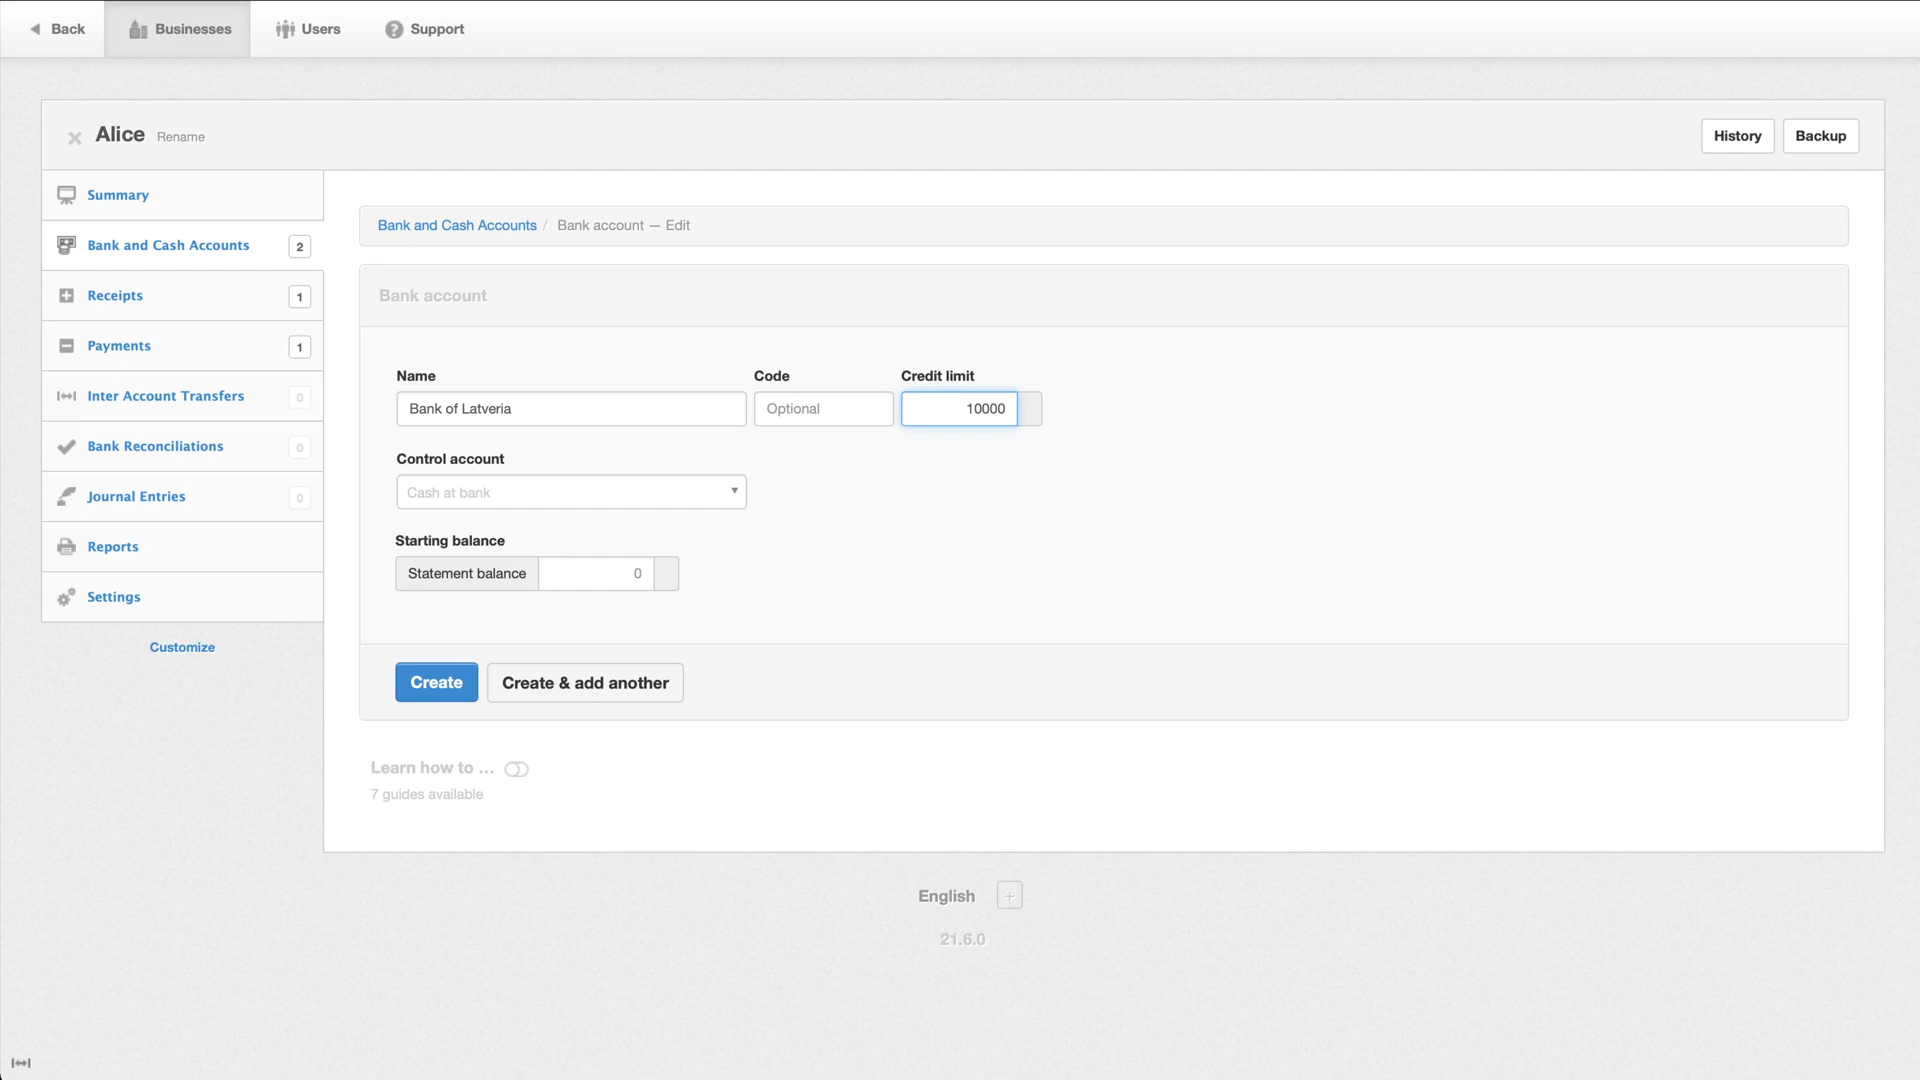 Back
Businesses
Users
Support
Alice Rename
History
Backup
Summary
Bank and Cash Accounts 2
Receipts 1
Payments 1
Inter Account Transfers 0
Bank Reconciliations 0
Journal Entries 0
Reports
Settings
Customize
Bank and Cash Accounts / Bank account — Edit
Bank account
Name Code Credit limit
Bank of Latveria Optional 10000
Control account
Cash at bank
Starting balance
Statement balance 0
Create Create & add another
Learn how to ...
7 guides available
English +
21.6.0